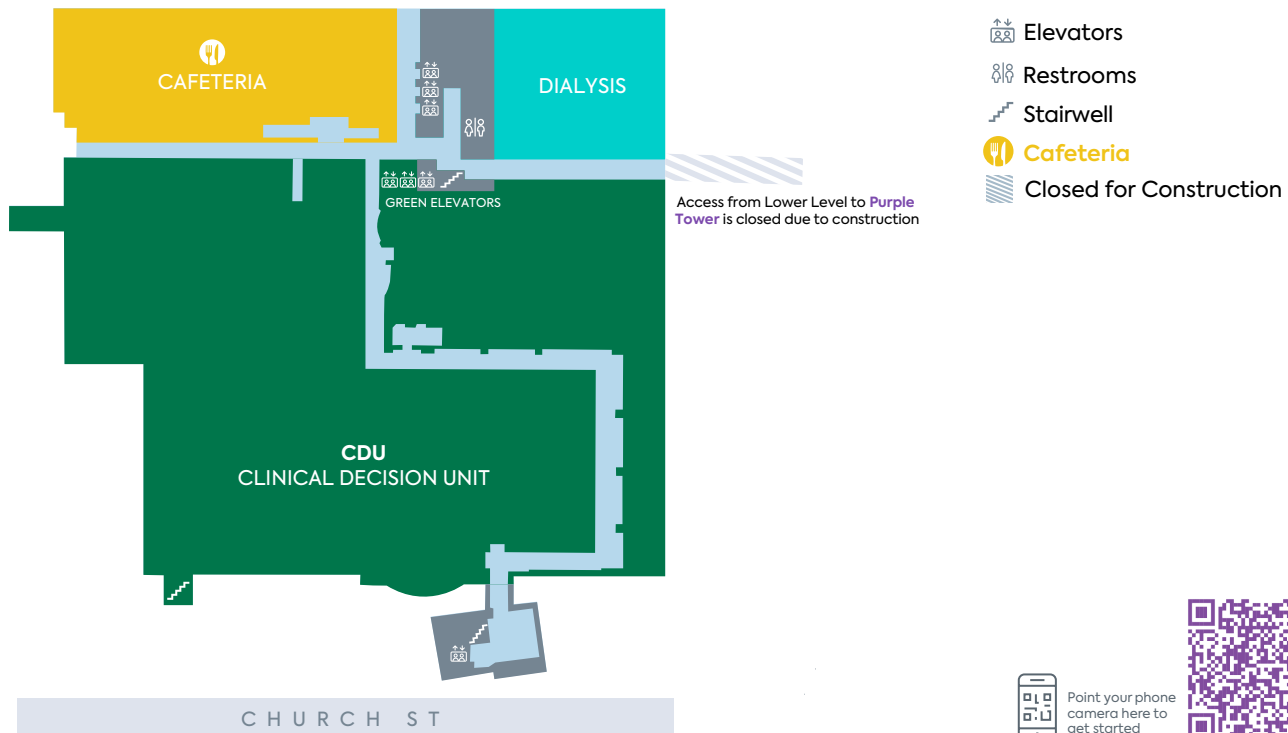 CAFETERIA
DIALYSIS
GREEN ELEVATORS
Access from Lower Level to Purple
Tower is closed due to construction
CDU
CLINICAL DECISION UNIT
CHURCH ST
Elevators
Restrooms
Stairwell
Cafeteria
Closed for Construction
Point your phone
camera here to
get started